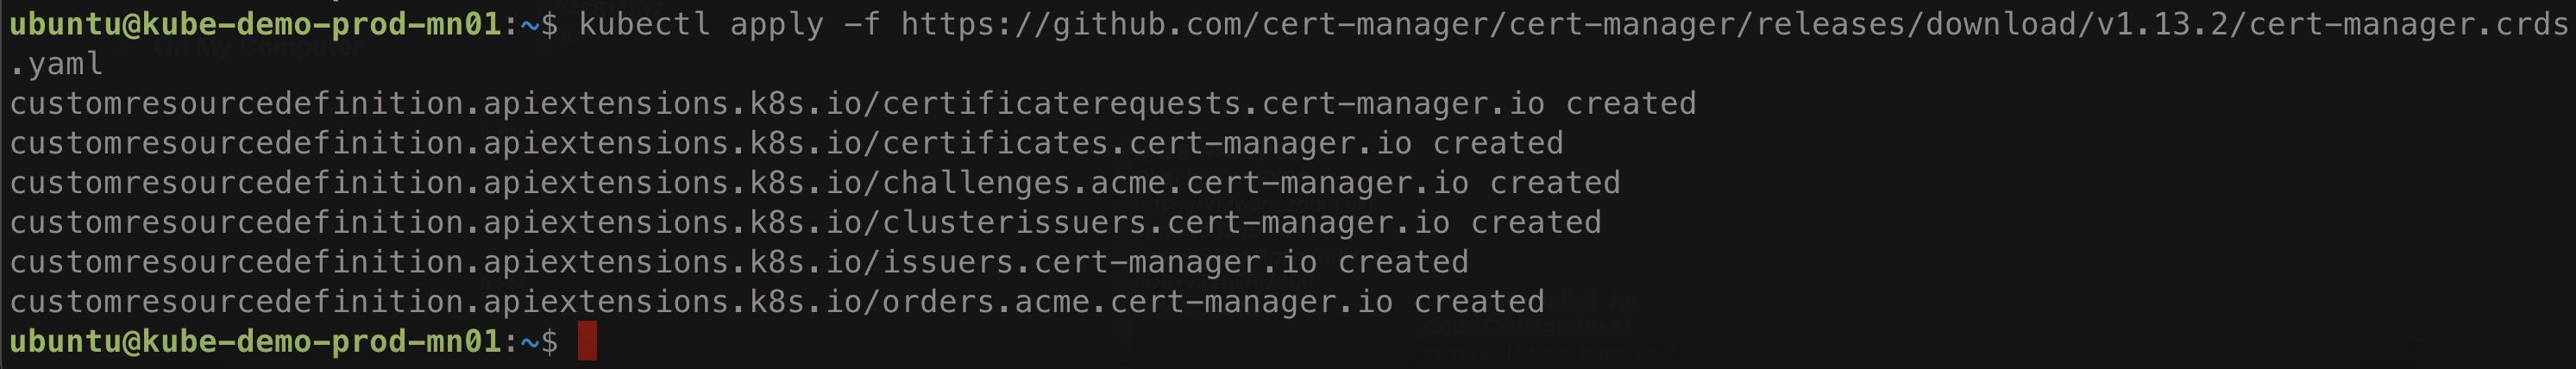 ubuntu@kube-demo-prod-mn01:~$ kubectl apply -f https://github.com/cert-manager/cert-manager/releases/download/v1.13.2/cert-manager.crds
.yaml
customresourcedefinition.apiextensions.k8s.io/certificaterequests.cert-manager.io created
customresourcedefinition.apiextensions.k8s.io/certificates.cert-manager.io created
customresourcedefinition.apiextensions.k8s.io/challenges.acme.cert-manager.io created
customresourcedefinition.apiextensions.k8s.io/clusterissuers.cert-manager.io created
customresourcedefinition.apiextensions.k8s.io/issuers.cert-manager.io created
customresourcedefinition.apiextensions.k8s.io/orders.acme.cert-manager.io created
ubuntu@kube-demo-prod-mn01:~$